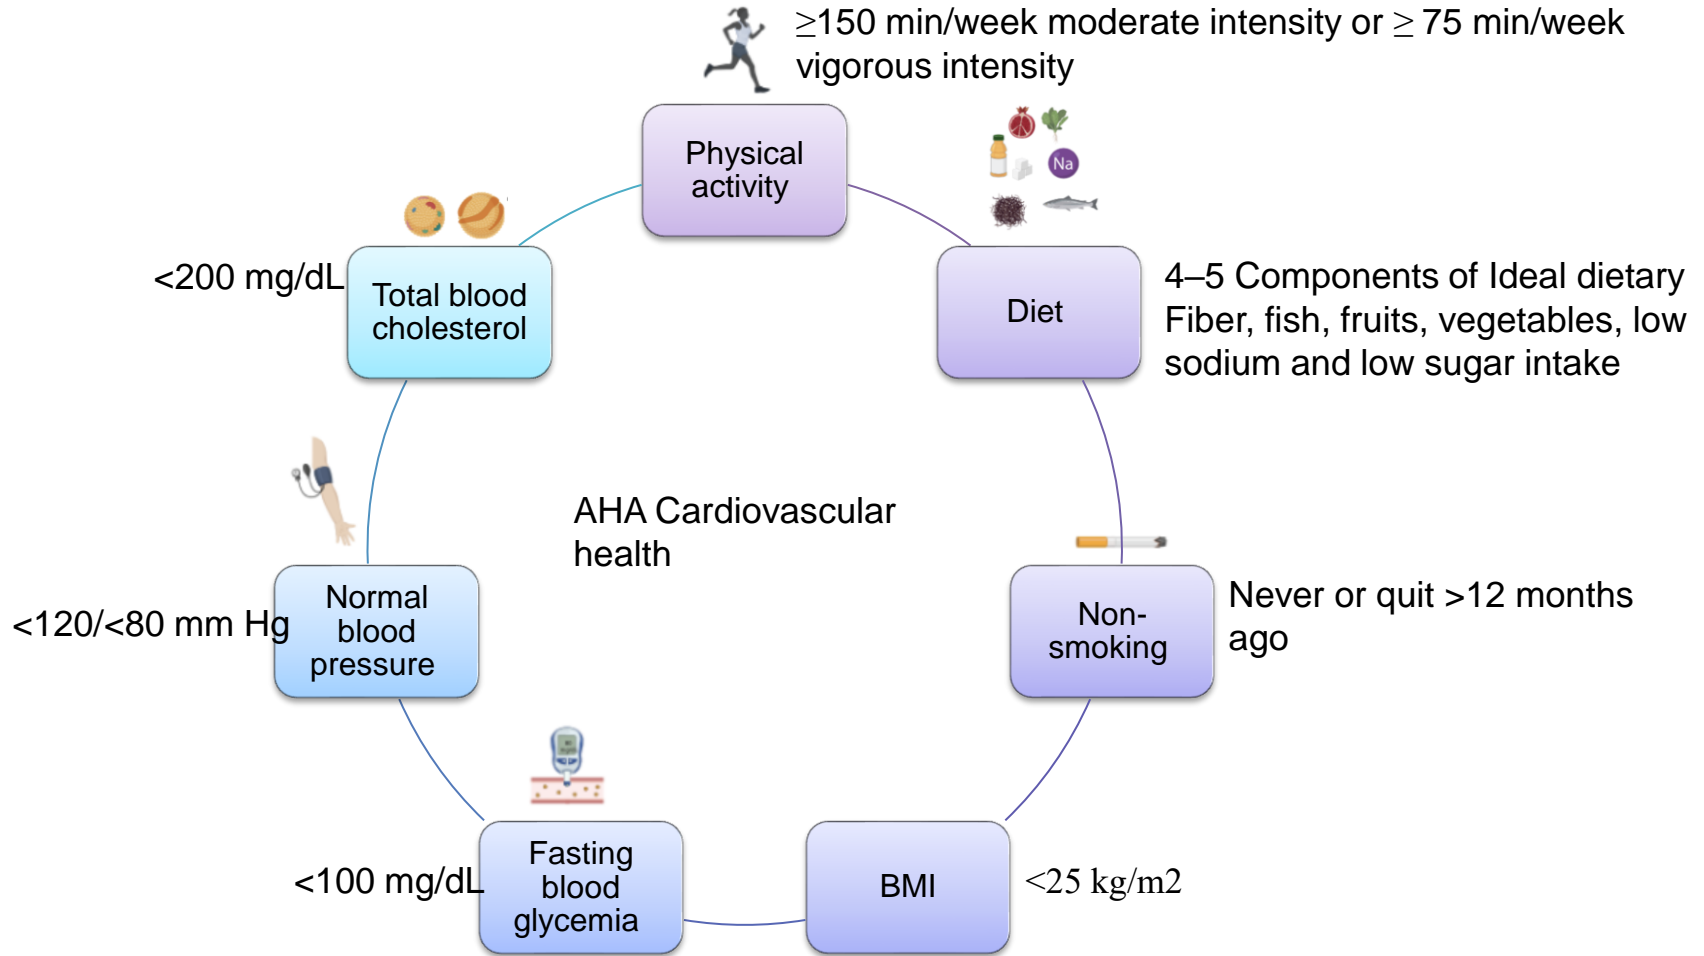 ≥150 min/week moderate intensity or ≥ 75 min/week
vigorous intensity
Physical
activity
Na
<200 mg/dL
Total blood
cholesterol
Diet
4–5 Components of Ideal dietary
Fiber, fish, fruits, vegetables, low
sodium and low sugar intake
AHA Cardiovascular
health
<120/<80 mm Hg
Normal
blood
pressure
Non-
smoking
Never or quit >12 months
ago
<100 mg/dL
Fasting
blood
glycemia
BMI
<25 kg/m2